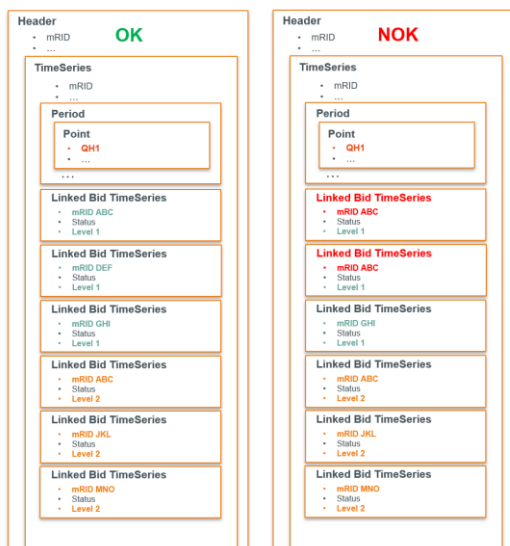 Header
OK
• mRID
• ...
TimeSeries
• mRID
• ...
Period
Point
• QH1
• ...
...
Linked Bid TimeSeries
• mRID ABC
• Status
• Level 1
Linked Bid TimeSeries
• mRID DEF
• Status
• Level 1
Linked Bid TimeSeries
• mRID GHI
• Status
• Level 1
Linked Bid TimeSeries
• mRID ABC
• Status
• Level 2
Linked Bid TimeSeries
• mRID JKL
• Status
• Level 2
Linked Bid TimeSeries
• mRID MNO
• Status
• Level 2
Header
NOK
• mRID
• ...
TimeSeries
• mRID
• ...
Period
Point
• QH1
• ...
...
Linked Bid TimeSeries
• mRID ABC
• Status
• Level 1
Linked Bid TimeSeries
• mRID ABC
• Status
• Level 1
Linked Bid TimeSeries
• mRID GHI
• Status
• Level 1
Linked Bid TimeSeries
• mRID ABC
• Status
• Level 2
Linked Bid TimeSeries
• mRID JKL
• Status
• Level 2
Linked Bid TimeSeries
• mRID MNO
• Status
• Level 2